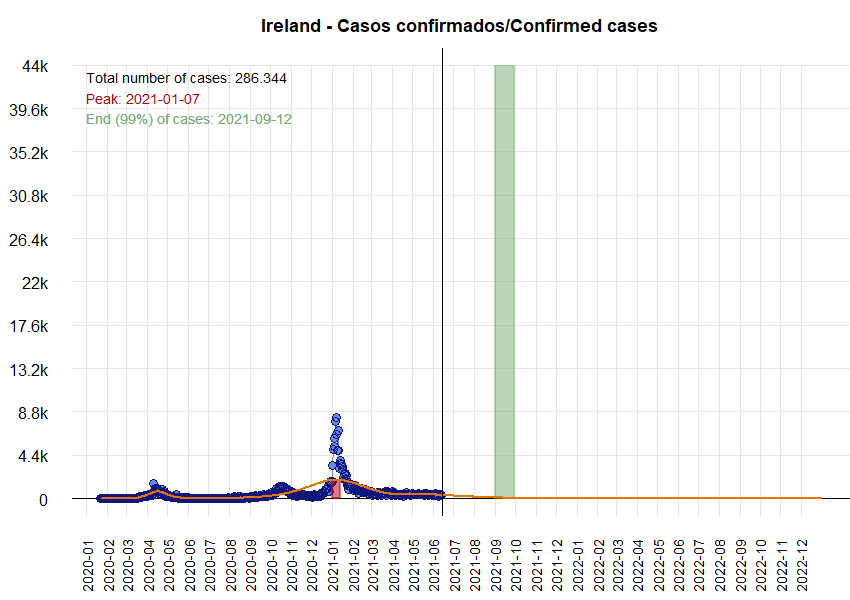 Ireland - Casos confirmados/Confirmed cases
Total number of cases: 286.344
Peak: 2021-01-07
End (99%) of cases: 2021-09-12
44k
39.6k
35.2k
30.8k
26.4k
22k
17.6k
13.2k
8.8k
4.4k
0
2020-01
2020-02
2020-03
2020-04
2020-05
2020-06
2020-07
2020-08
2020-09
2020-10
2020-11
2020-12
2021-01
2021-02
2021-03
2021-04
2021-05
2021-06
2021-07
2021-08
2021-09
2021-10
2021-11
2021-12
2022-01
2022-02
2022-03
2022-04
2022-05
2022-06
2022-07
2022-08
2022-09
2022-10
2022-11
2022-12